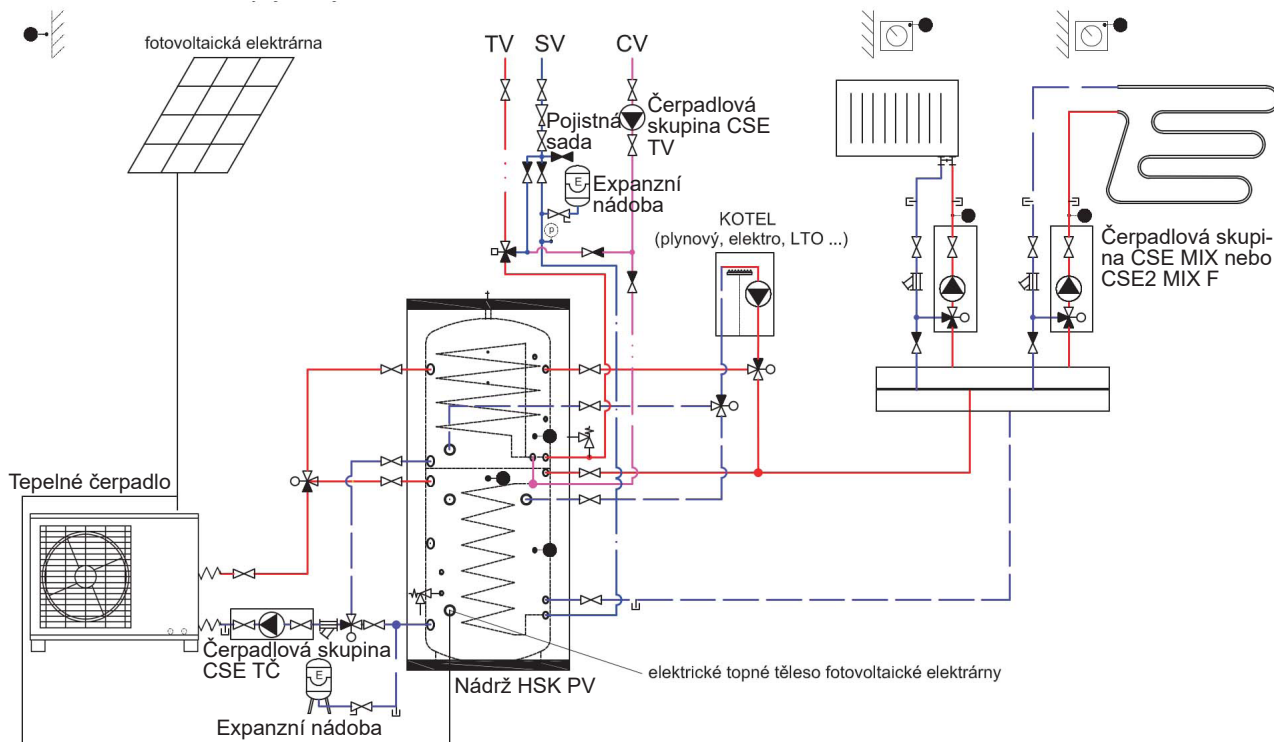 fotovoltaická elektrárna
TV
SV
CV
Čerpadlová
skupina CSE
TV
Pojistná
sada
E
Expanzní
nádoba
p
KOTEL
(plynový, elektro, LTO ...)
Čerpadlová skupi-
na CSE MIX nebo
CSE2 MIX F
Tepelné čerpadlo
Čerpadlová skupina
CSE TČ
E
Expanzní nádoba
Nádrž HSK PV
elektrické topné těleso fotovoltaické elektrárny